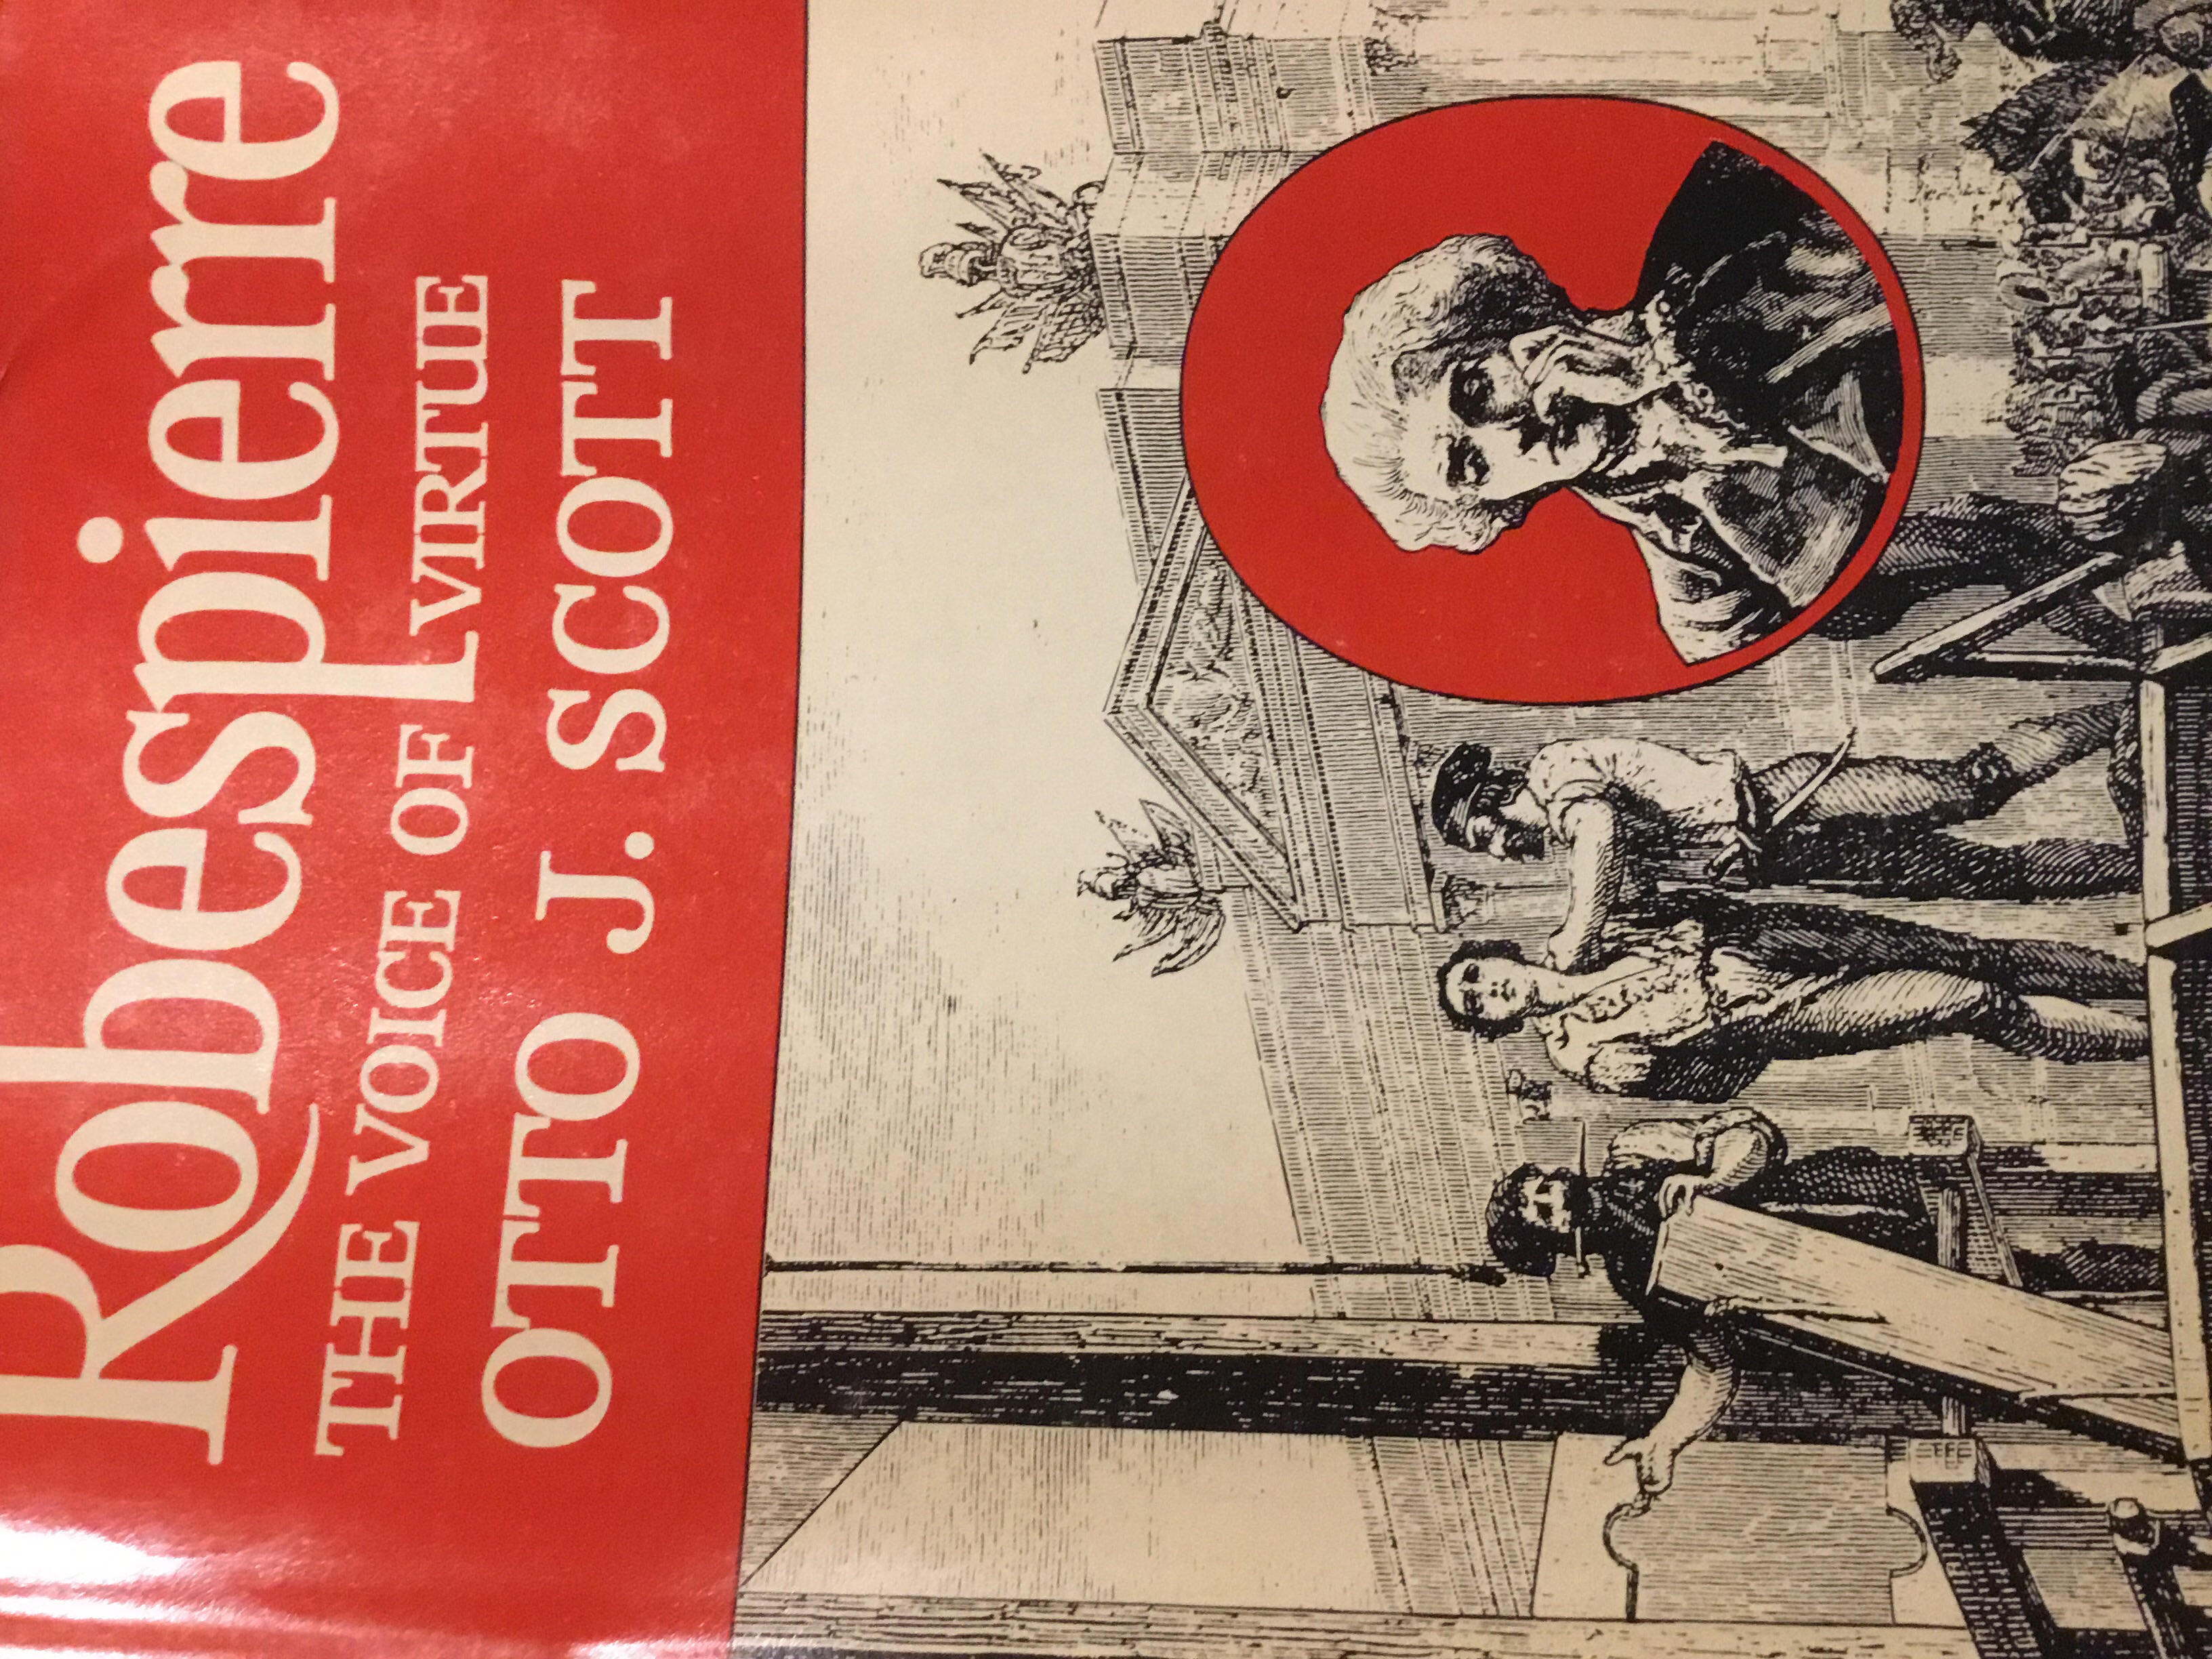 Robespierre
THE VOICE OF VIRTUE
OTTO J. SCOTT